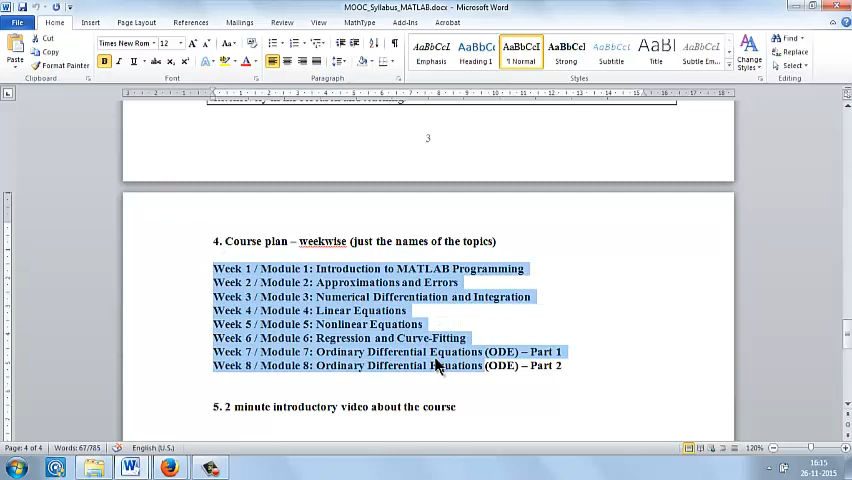 MOOC_Syllabus_MATLAB.docx - Microsoft Word
File Home Insert Page Layout References Mailings Review View MathType Add-Ins Acrobat
Paste
Cut
Copy
Format Painter
Clipboard
Times New Rom 12
Font
Paragraph
AaBbCcI AaBbCc AaBbCcI AaBbCcI AaBbCcI AaBbI AaBbCcI
Emphasis Heading 1 ¶ Normal Strong Subtitle Title Subtle Em...
Styles
Change Styles
Find
Replace
Select
Editing
3
4. Course plan – weekwise (just the names of the topics)
Week 1 / Module 1: Introduction to MATLAB Programming
Week 2 / Module 2: Approximations and Errors
Week 3 / Module 3: Numerical Differentiation and Integration
Week 4 / Module 4: Linear Equations
Week 5 / Module 5: Nonlinear Equations
Week 6 / Module 6: Regression and Curve-Fitting
Week 7 / Module 7: Ordinary Differential Equations (ODE) – Part 1
Week 8 / Module 8: Ordinary Differential Equations (ODE) – Part 2
5. 2 minute introductory video about the course
Page: 4 of 4 Words: 67/785 English (U.S.) 120%
16:15
26-11-2015